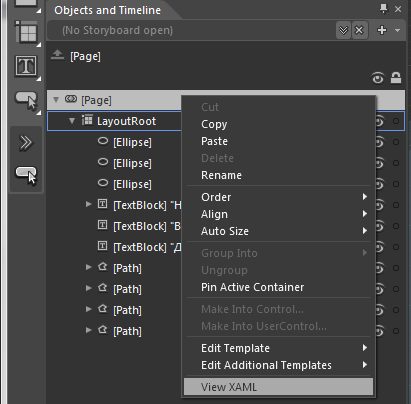 Objects and Timeline
(No Storyboard open)
[Page]
[Page]
LayoutRoot
[Ellipse]
[Ellipse]
[Ellipse]
[TextBlock] "Н
[TextBlock] "В
[TextBlock] "Д
[Path]
[Path]
[Path]
[Path]
Cut
Copy
Paste
Delete
Rename
Order
Align
Auto Size
Group Into
Ungroup
Pin Active Container
Make Into Control...
Make Into UserControl...
Edit Template
Edit Additional Templates
View XAML